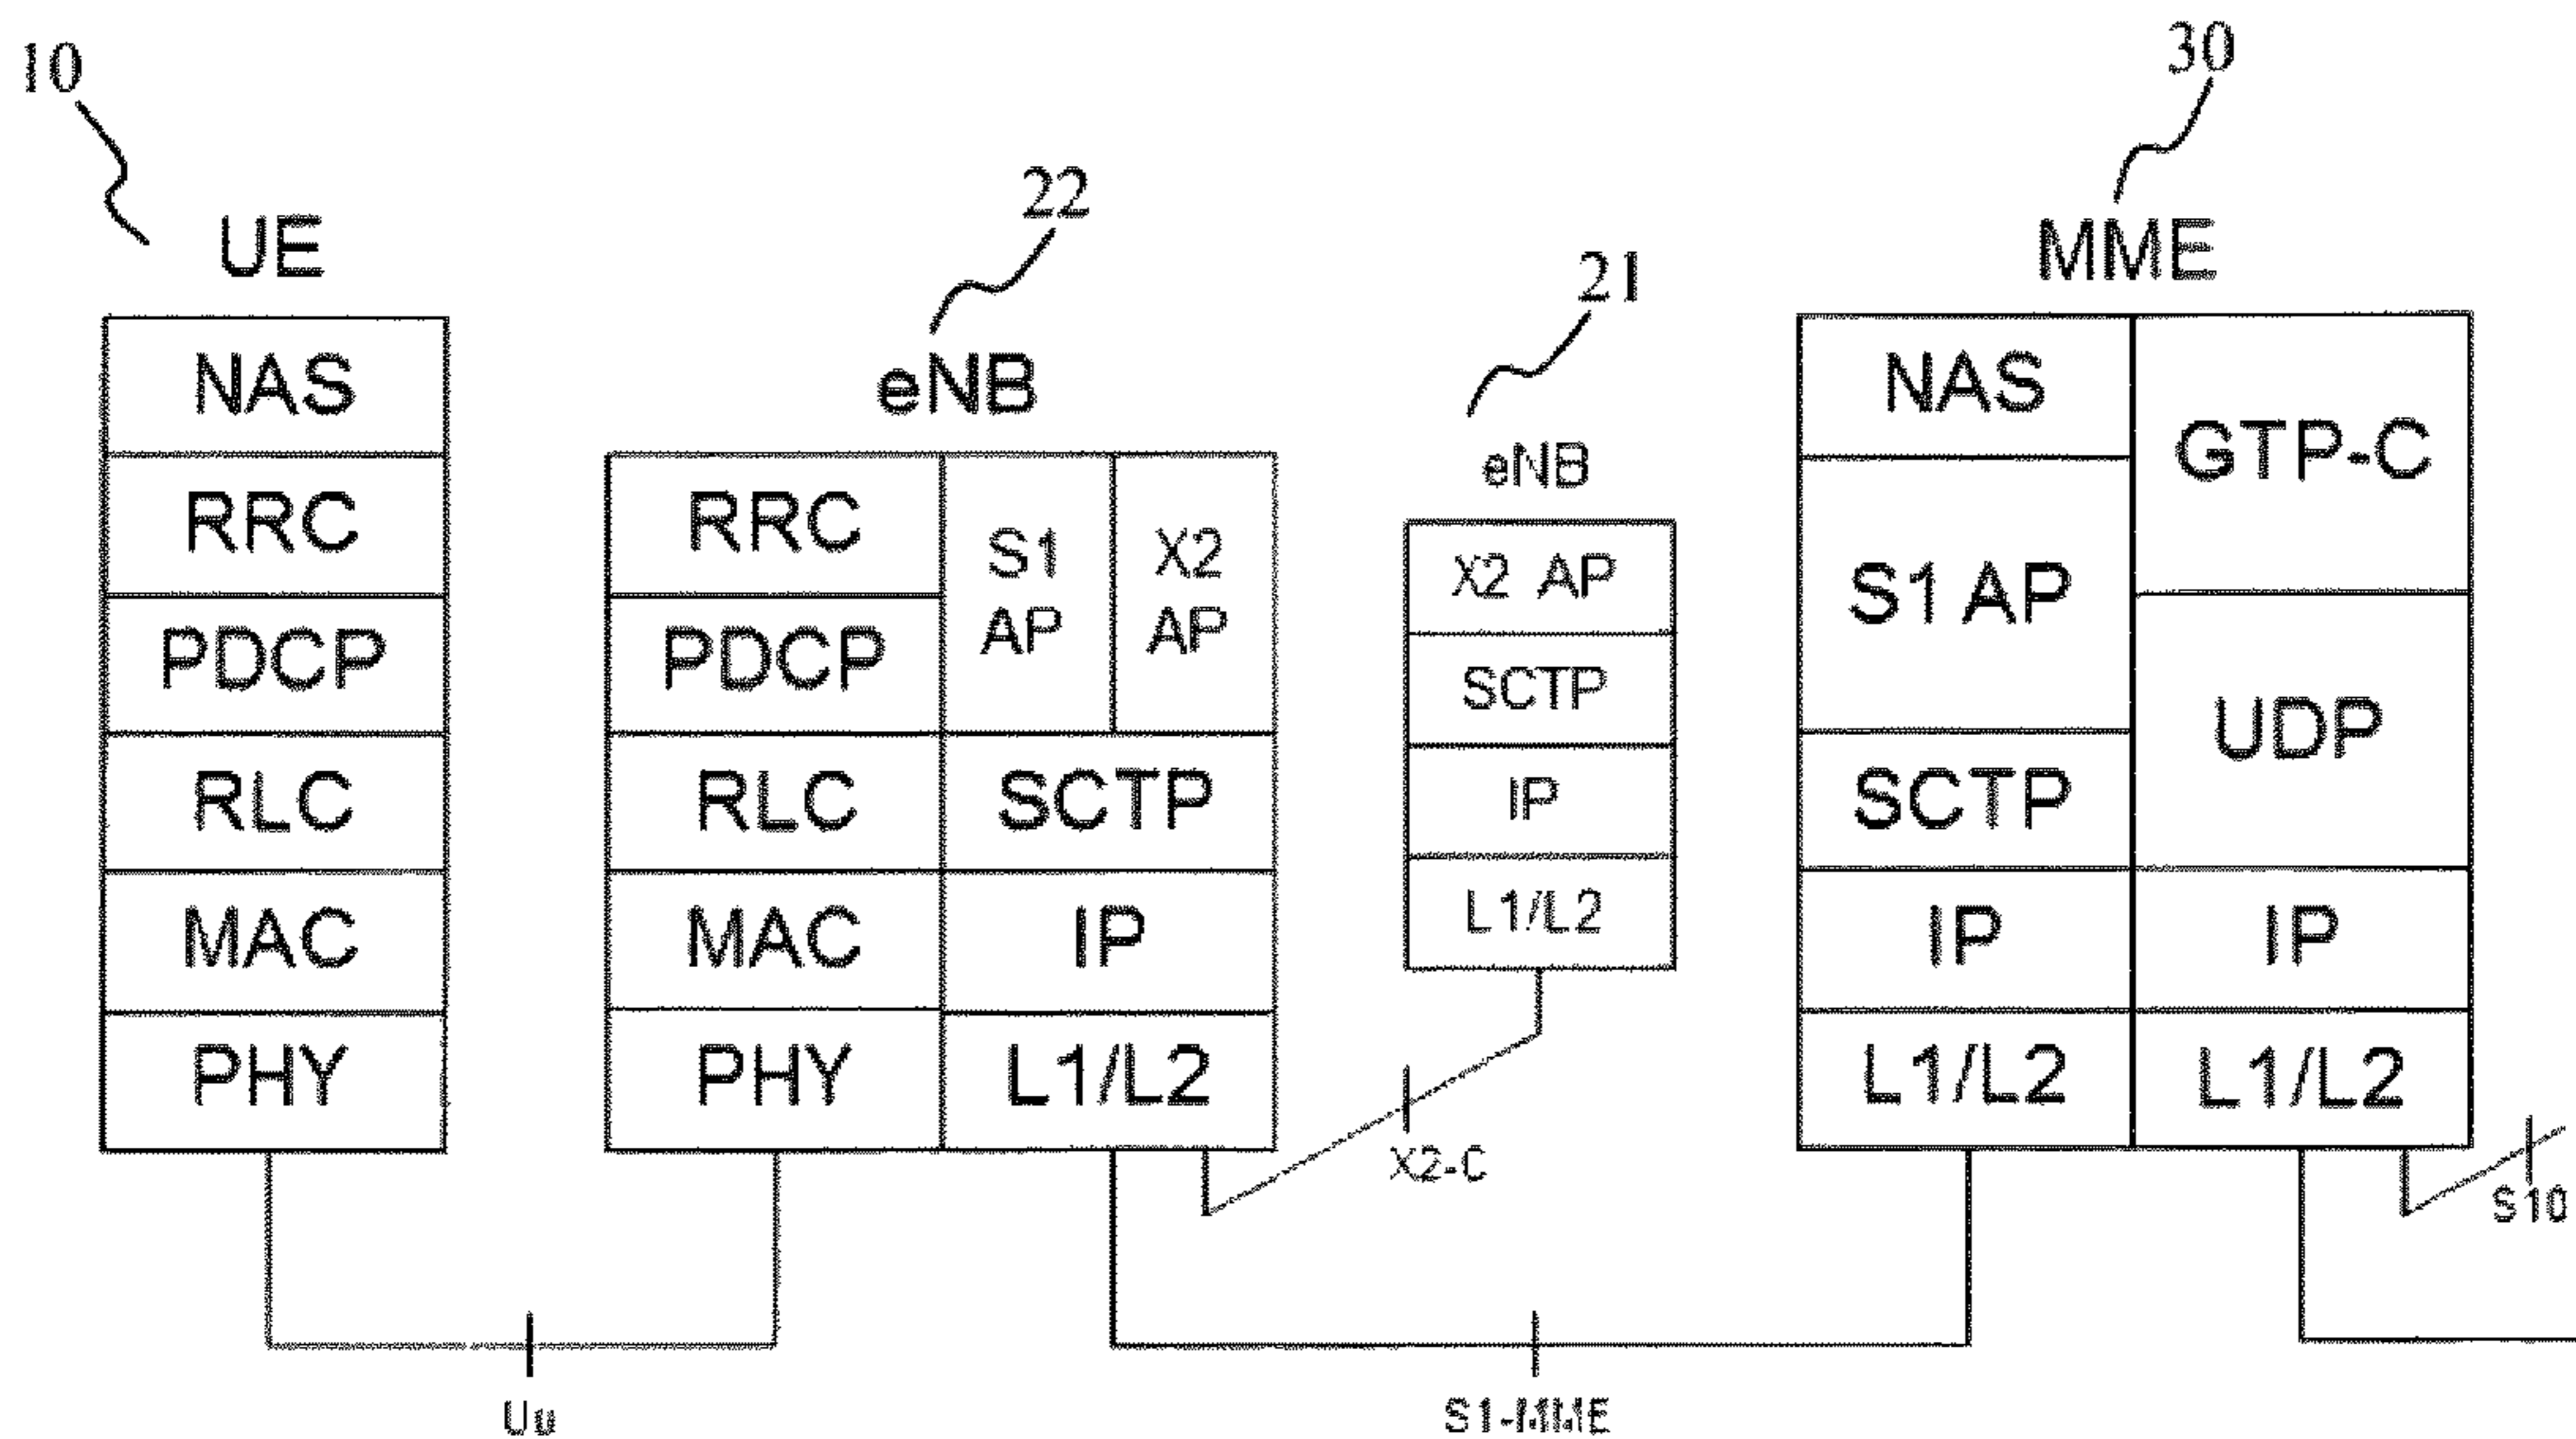 10
UE
NAS
RRC
PDCP
RLC
MAC
PHY
22
eNB
RRC
PDCP
RLC
MAC
PHY
S1
AP
X2
AP
SCTP
IP
L1/L2
21
eNB
X2 AP
SCTP
IP
L1/L2
30
MME
NAS
S1 AP
SCTP
IP
L1/L2
GTP-C
UDP
IP
L1/L2
X2-C
S10
Uu
S1-MME